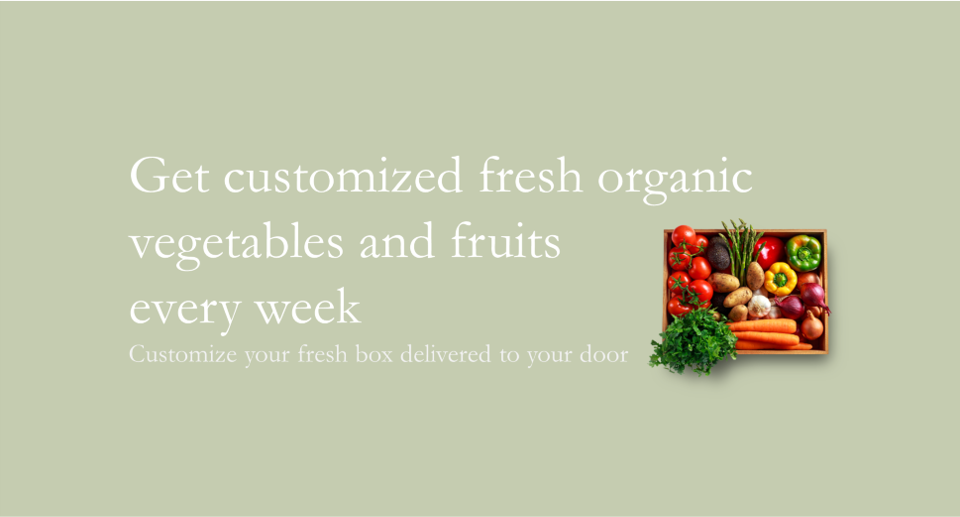 Get customized fresh organic
vegetables and fruits
every week
Customize your fresh box delivered to your door